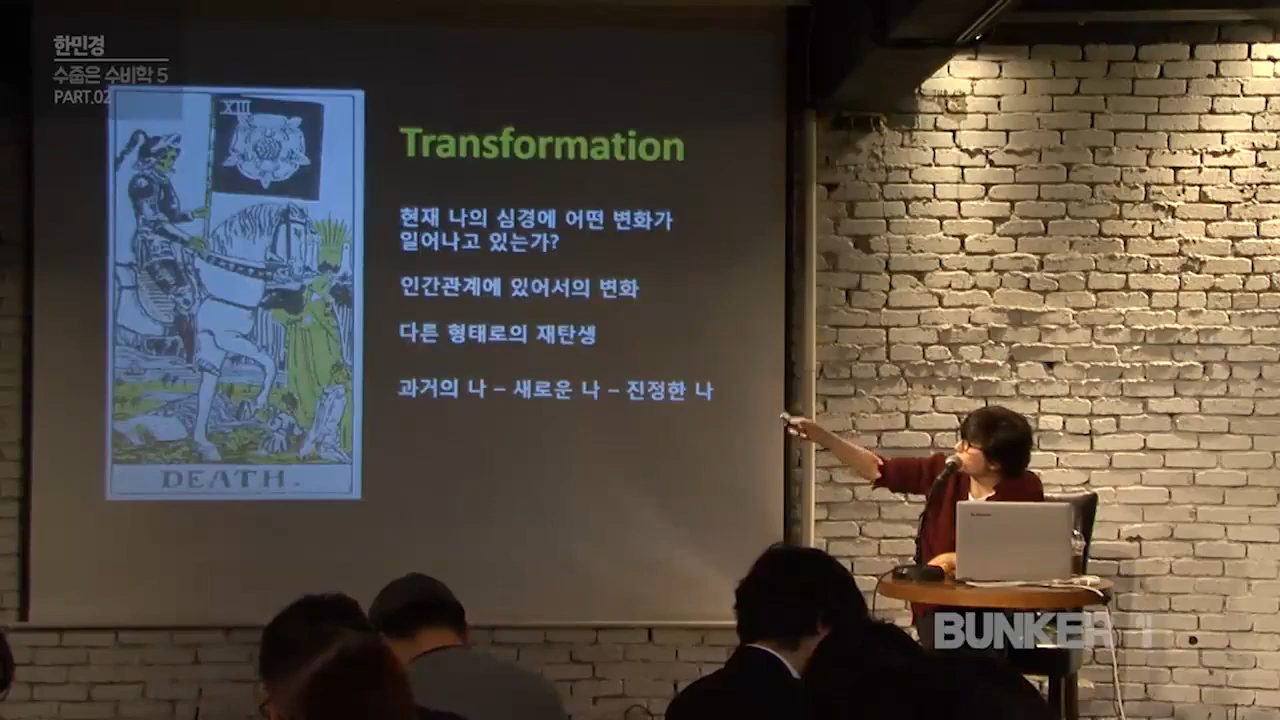 한민경
수줍은 수비학 5
PART.02
XIII
Transformation
현재 나의 심경에 어떤 변화가
일어나고 있는가?
인간관계에 있어서의 변화
다른 형태로의 재탄생
과거의 나 – 새로운 나 – 진정한 나
DEATH.
BUNKER 1